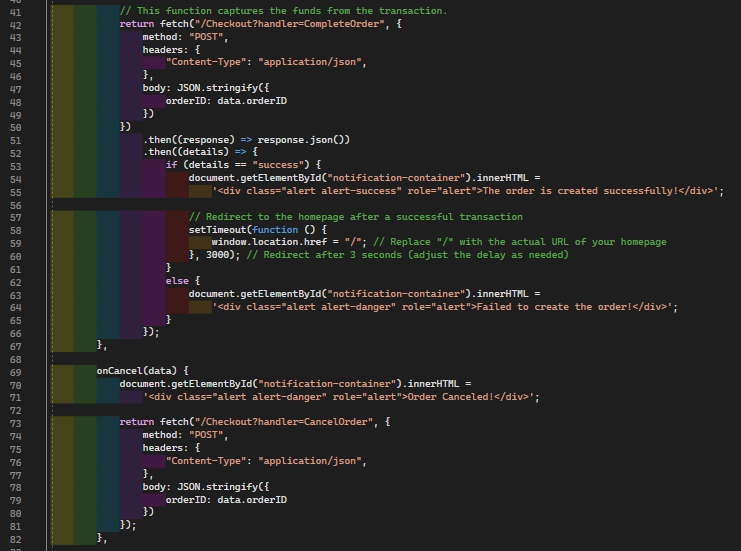 40
41 // This function captures the funds from the transaction.
42 return fetch("/Checkout?handler=CompleteOrder", {
43 method: "POST",
44 headers: {
45 "Content-Type": "application/json",
46 },
47 body: JSON.stringify({
48 orderID: data.orderID
49 })
50 })
51 .then((response) => response.json())
52 .then((details) => {
53 if (details == "success") {
54 document.getElementById("notification-container").innerHTML =
55 '<div class="alert alert-success" role="alert">The order is created successfully!</div>';
56
57 // Redirect to the homepage after a successful transaction
58 setTimeout(function () {
59 window.location.href = "/"; // Replace "/" with the actual URL of your homepage
60 }, 3000); // Redirect after 3 seconds (adjust the delay as needed)
61 }
62 else {
63 document.getElementById("notification-container").innerHTML =
64 '<div class="alert alert-danger" role="alert">Failed to create the order!</div>';
65 }
66 });
67 },
68
69 onCancel(data) {
70 document.getElementById("notification-container").innerHTML =
71 '<div class="alert alert-danger" role="alert">Order Canceled!</div>';
72
73 return fetch("/Checkout?handler=CancelOrder", {
74 method: "POST",
75 headers: {
76 "Content-Type": "application/json",
77 },
78 body: JSON.stringify({
79 orderID: data.orderID
80 })
81 });
82 },